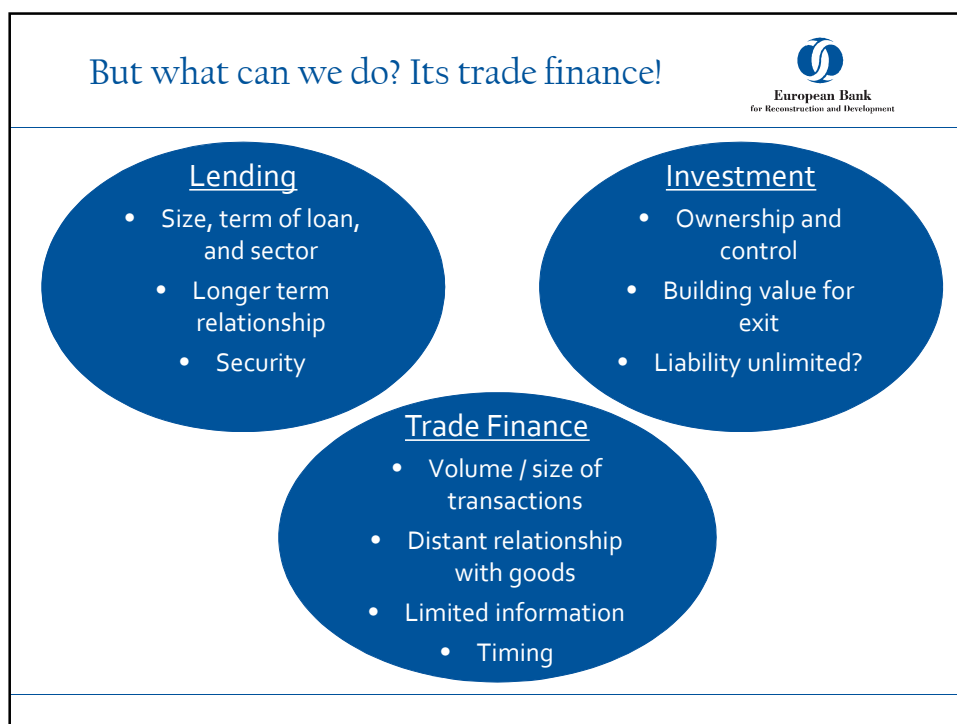 But what can we do? Its trade finance!
European Bank
for Reconstruction and Development
Lending
• Size, term of loan,
and sector
• Longer term
relationship
• Security
Investment
• Ownership and
control
• Building value for
exit
• Liability unlimited?
Trade Finance
• Volume / size of
transactions
• Distant relationship
with goods
• Limited information
• Timing